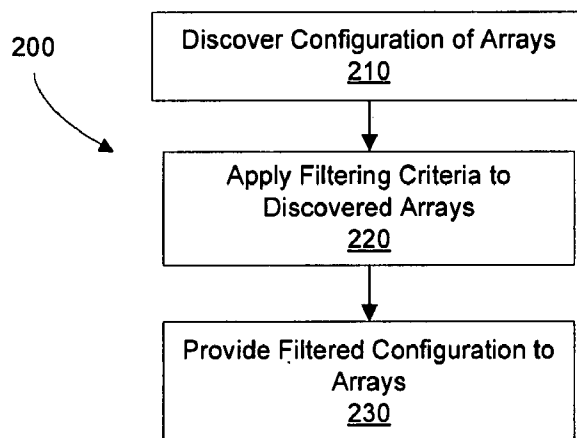 200
Discover Configuration of Arrays
210
Apply Filtering Criteria to
Discovered Arrays
220
Provide Filtered Configuration to
Arrays
230